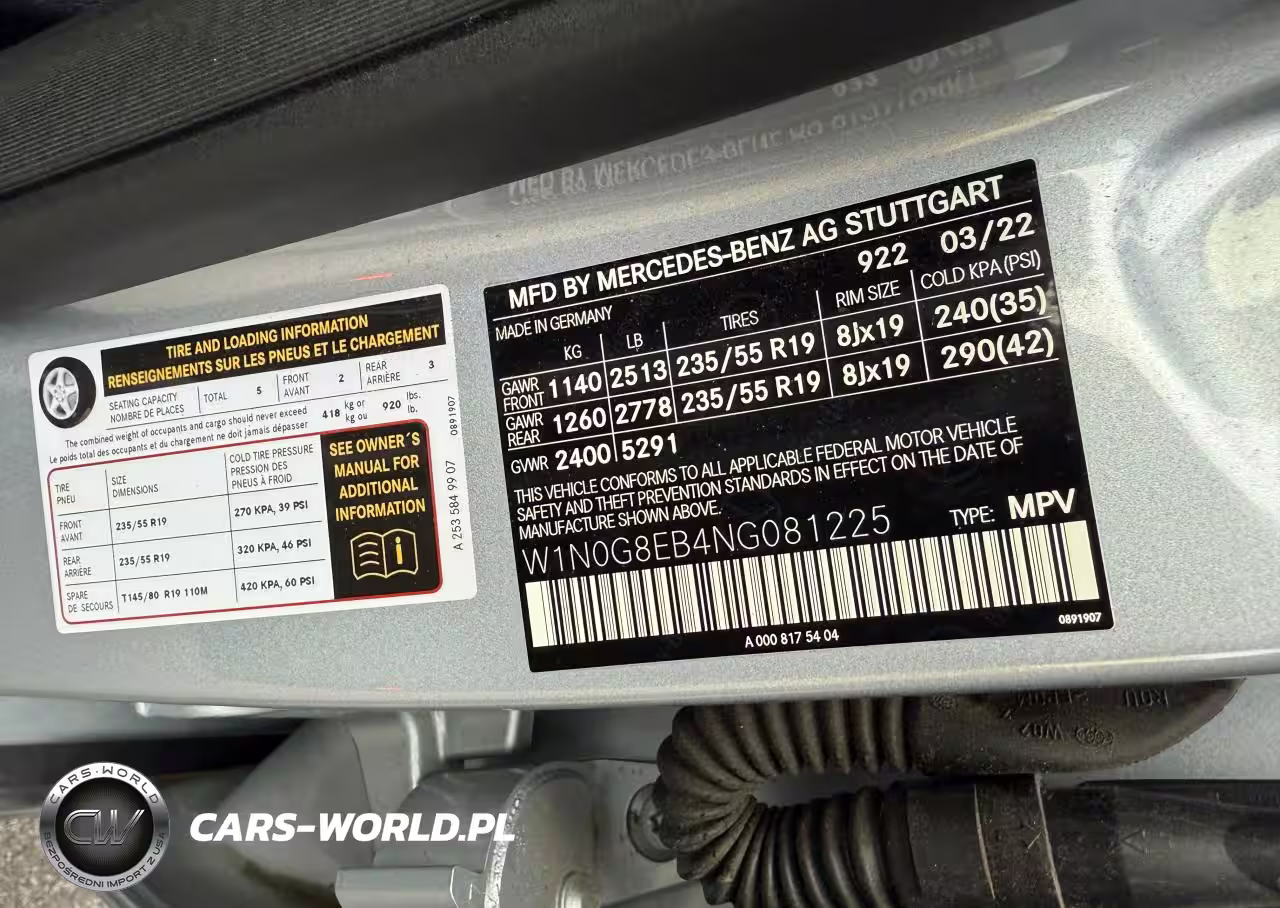 TIRE AND LOADING INFORMATION
RENSEIGNEMENTS SUR LES PNEUS ET LE CHARGEMENT
SEATING CAPACITY
NOMBRE DE PLACES
TOTAL 5
FRONT
AVANT 2
REAR
ARRIÈRE 3
The combined weight of occupants and cargo should never exceed
Le poids total des occupants et du chargement ne doit jamais dépasser
418 kg or
kg ou
920 lbs.
lb.
TIRE
PNEU
SIZE
DIMENSIONS
COLD TIRE PRESSURE
PRESSION DES
PNEUS À FROID
FRONT
AVANT
235/55 R19
270 KPA, 39 PSI
REAR
ARRIÈRE
235/55 R19
320 KPA, 46 PSI
SPARE
DE SECOURS
T145/80 R19 110M
420 KPA, 60 PSI
SEE OWNER´S
MANUAL FOR
ADDITIONAL
INFORMATION
A 253 584 99 07
0891907
MFD BY MERCEDES-BENZ AG STUTTGART
MADE IN GERMANY
922 03/22
KG LB TIRES RIM SIZE COLD KPA (PSI)
GAWR
FRONT 1140 2513 235/55 R19 8Jx19 240(35)
GAWR
REAR 1260 2778 235/55 R19 8Jx19 290(42)
GVWR 2400 5291
THIS VEHICLE CONFORMS TO ALL APPLICABLE FEDERAL MOTOR VEHICLE
SAFETY AND THEFT PREVENTION STANDARDS IN EFFECT ON THE DATE OF
MANUFACTURE SHOWN ABOVE.
W1N0G8EB4NG081225 TYPE: MPV
A 000 817 54 04
0891907
CARS-WORLD
CW
BEZPOŚREDNI IMPORT Z USA
CARS-WORLD.PL